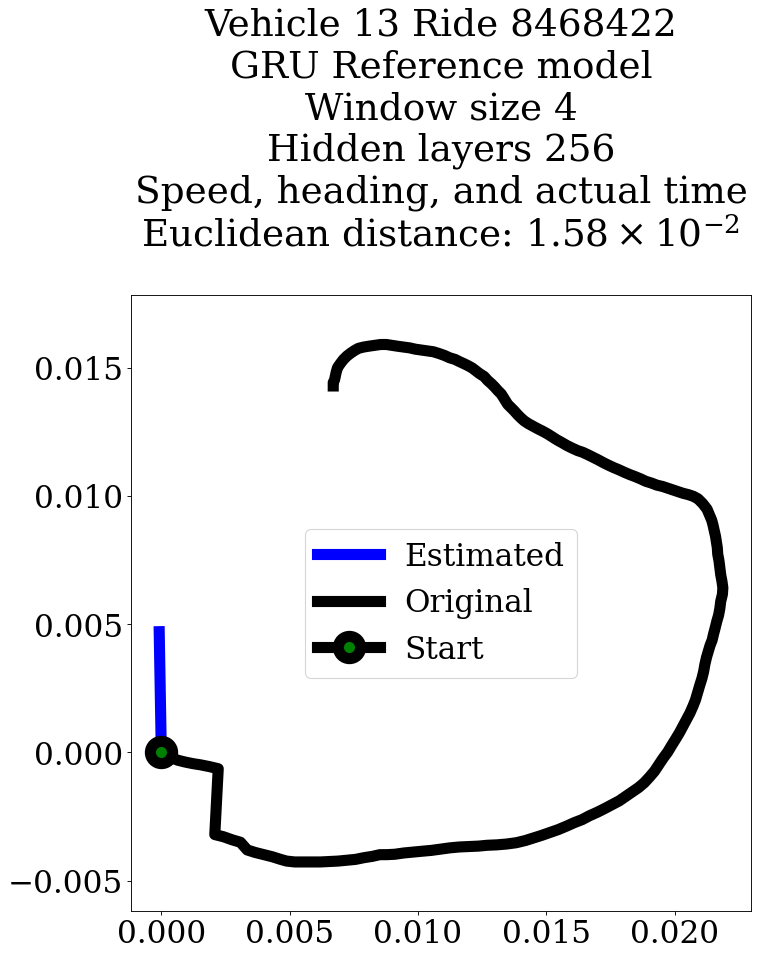 Vehicle 13 Ride 8468422
GRU Reference model
Window size 4
Hidden layers 256
Speed, heading, and actual time
Euclidean distance: 1.58 × 10⁻²
0.015
0.010
0.005
0.000
−0.005
Estimated
Original
Start
0.000 0.005 0.010 0.015 0.020